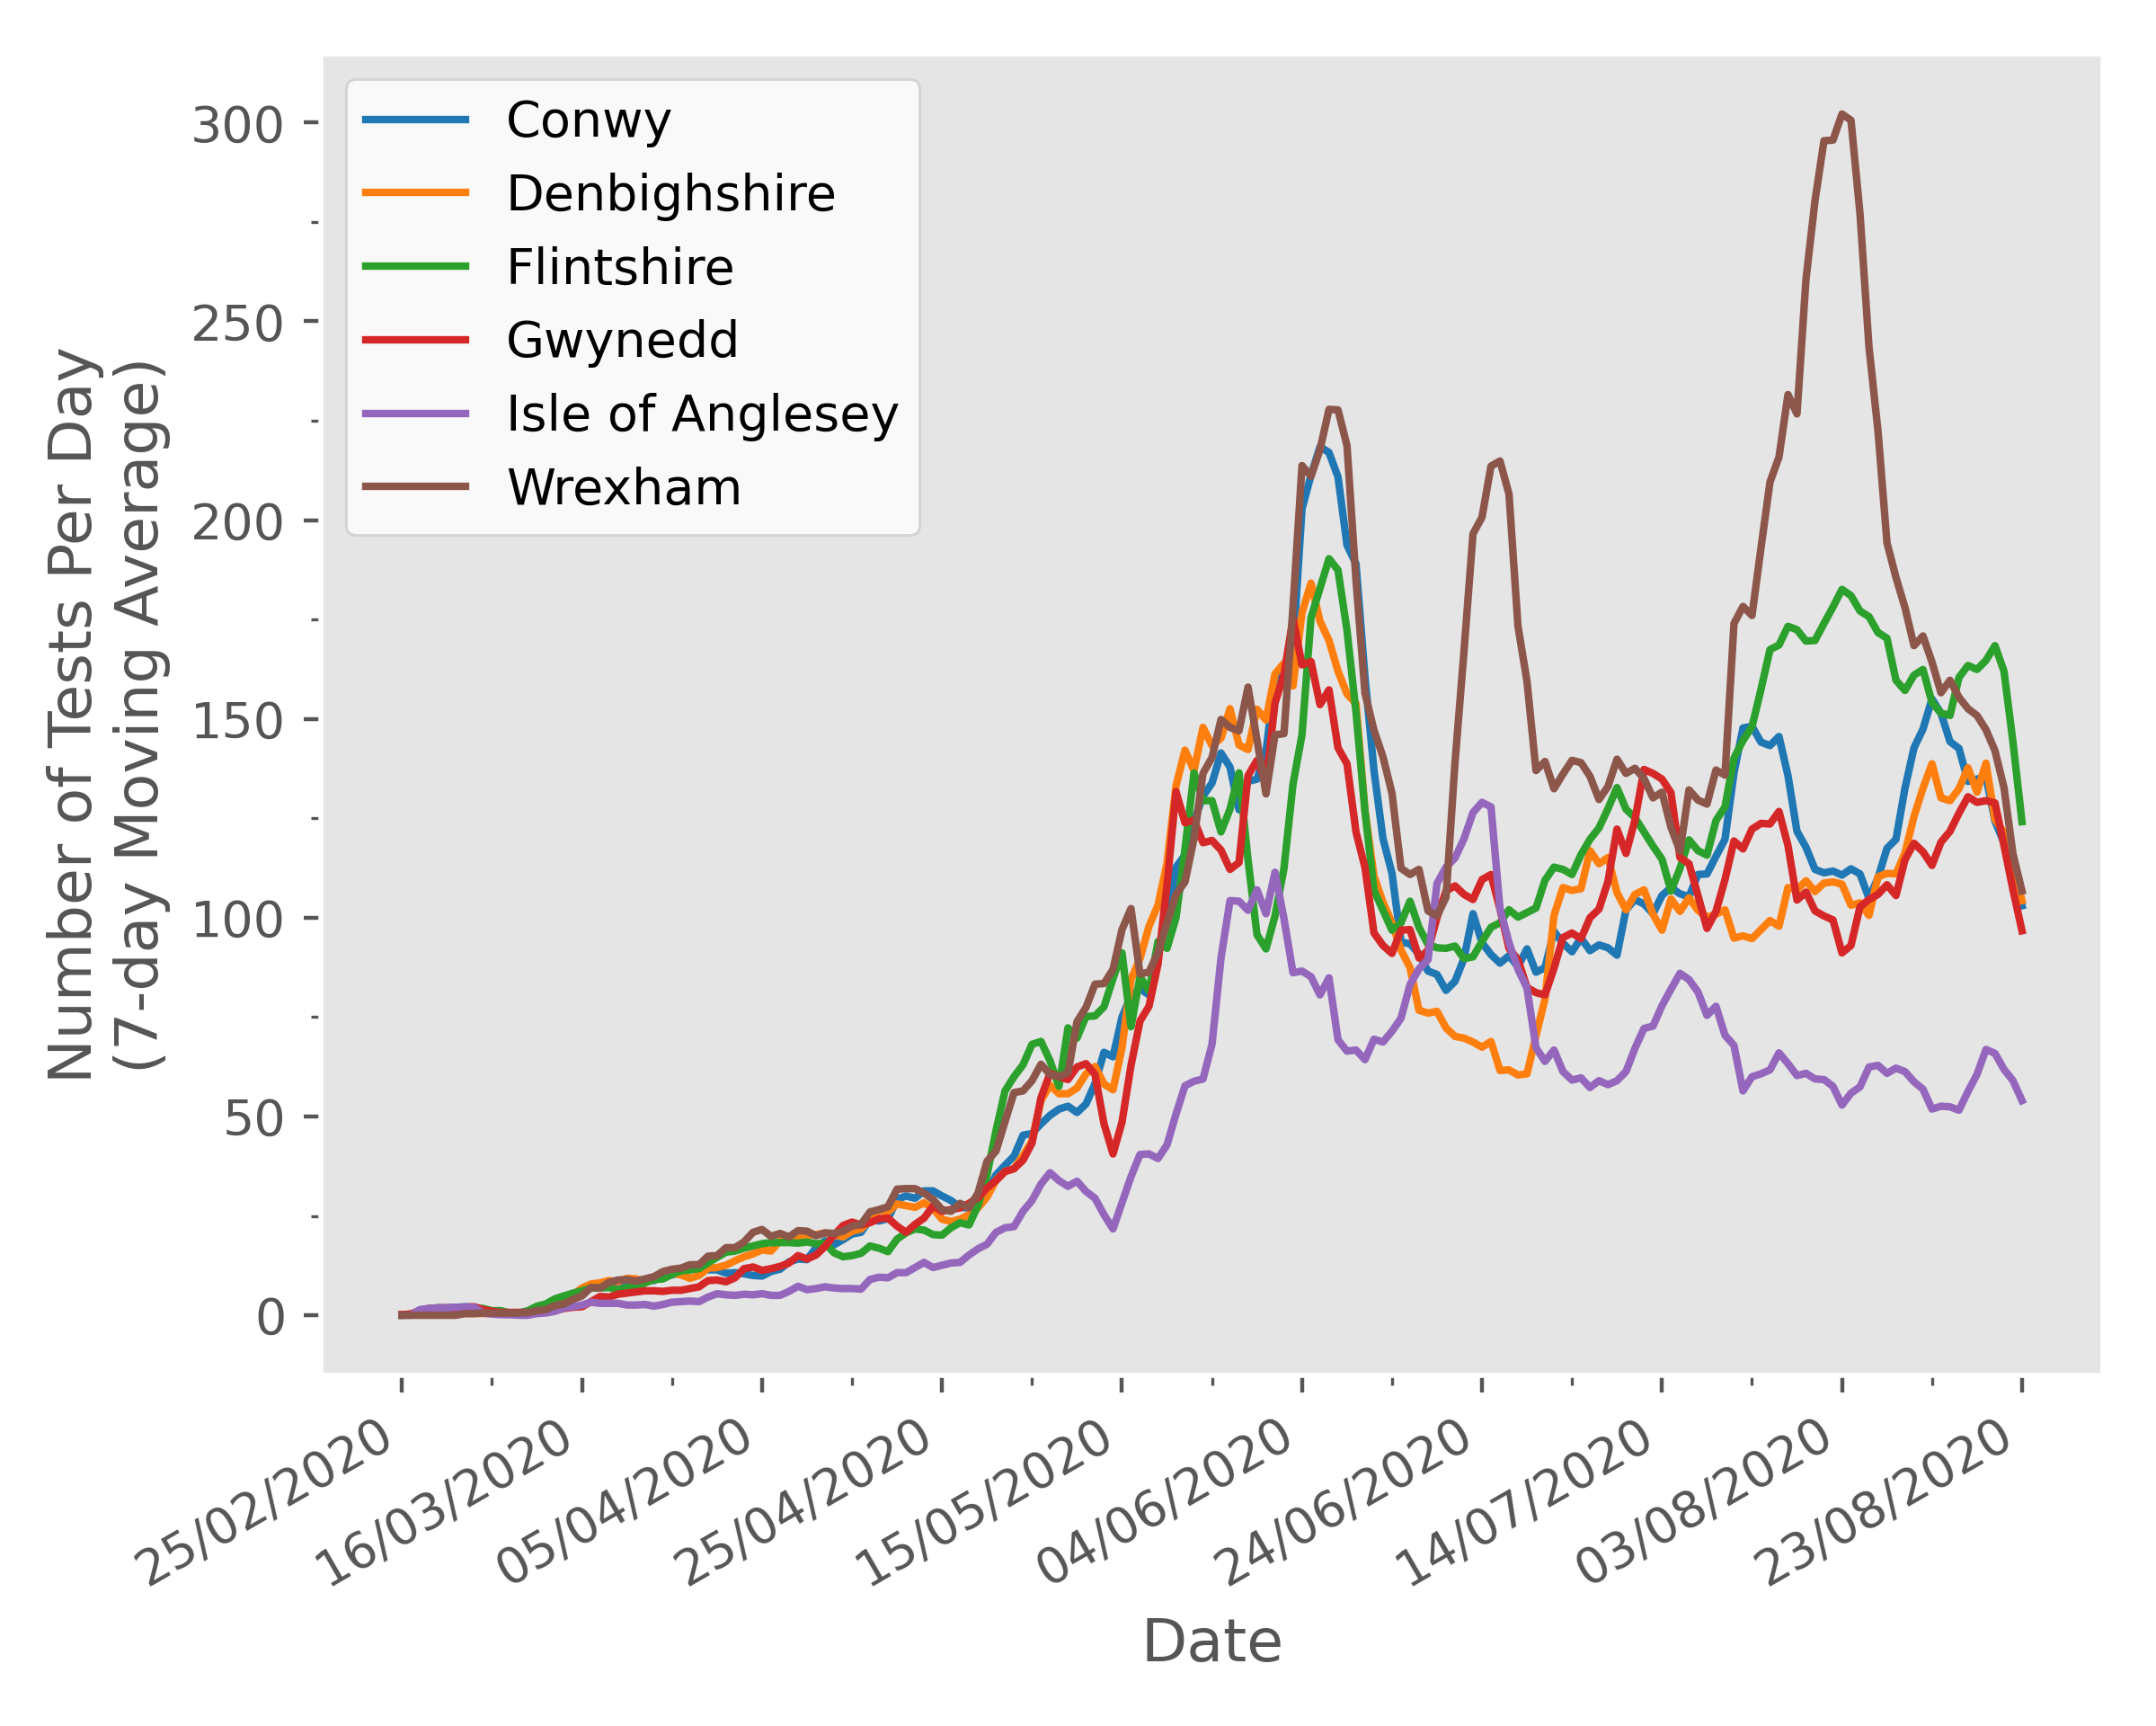 Number of Tests Per Day
(7-day Moving Average)
300
250
200
150
100
50
0
Conwy
Denbighshire
Flintshire
Gwynedd
Isle of Anglesey
Wrexham
25/02/2020
16/03/2020
05/04/2020
25/04/2020
15/05/2020
04/06/2020
24/06/2020
14/07/2020
03/08/2020
23/08/2020
Date